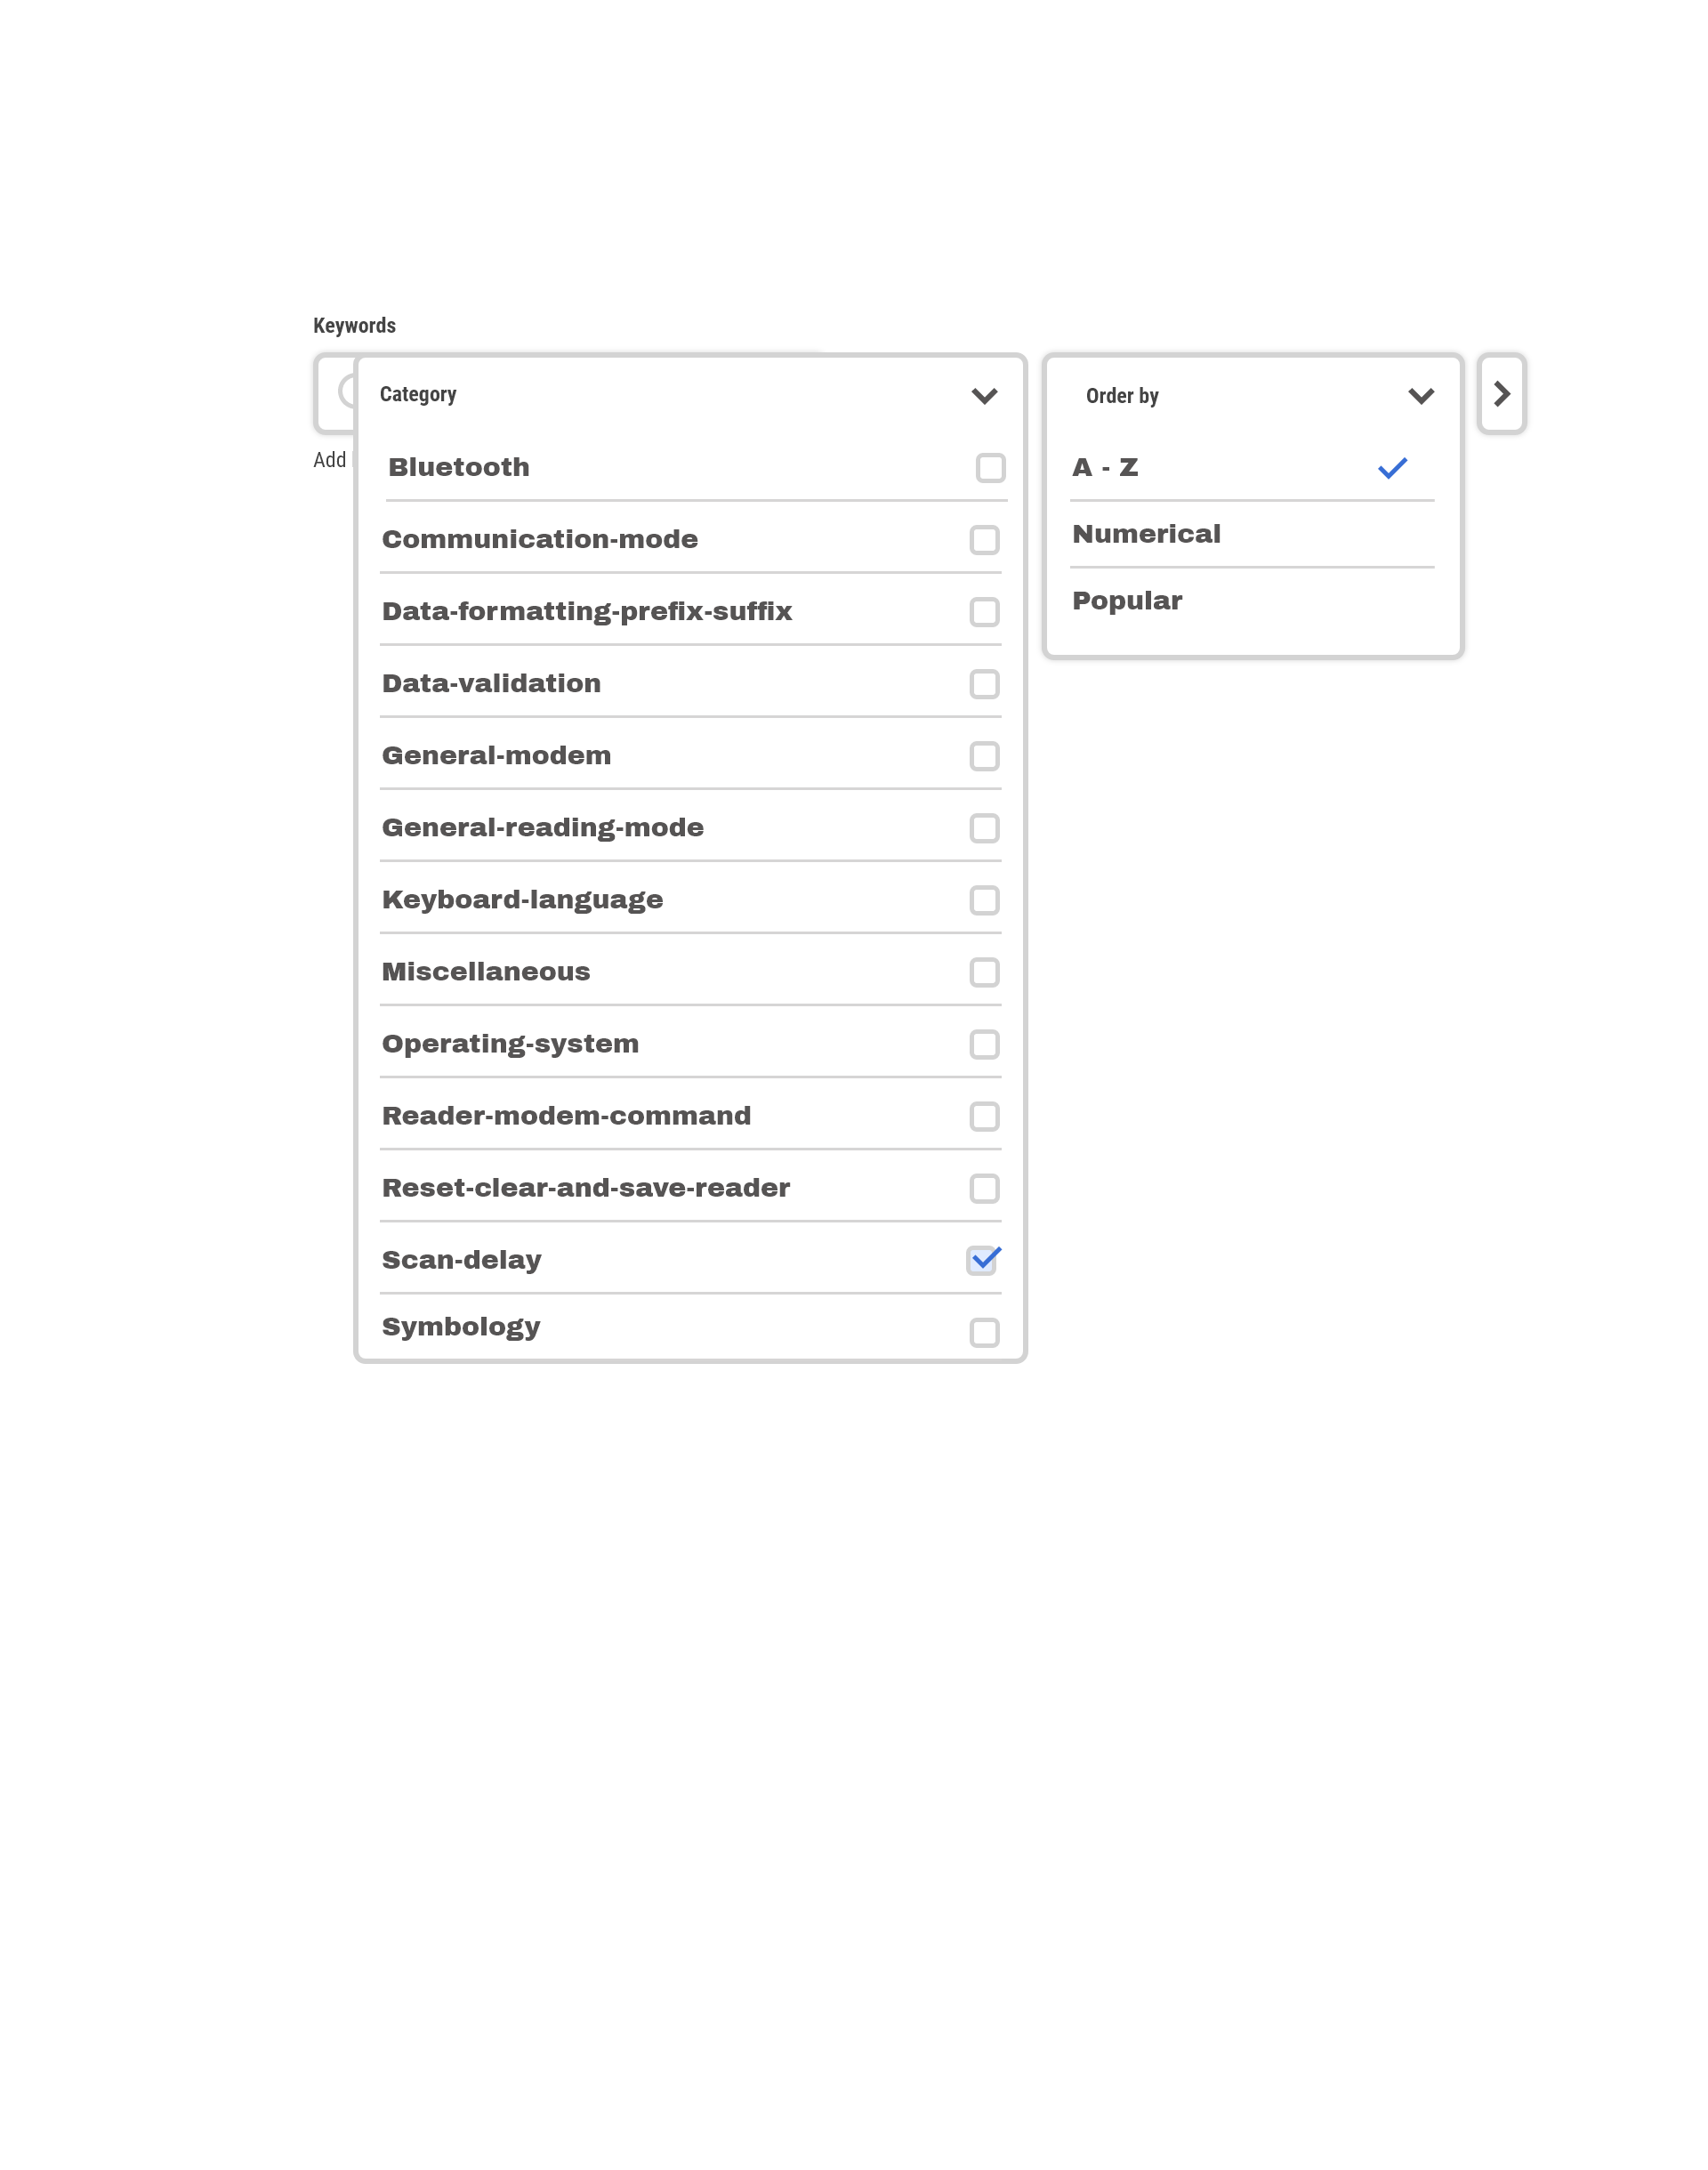 Keywords
Category
Order by
Add
Bluetooth
A - Z
Communication-mode
Numerical
Data-formatting-prefix-suffix
Popular
Data-validation
General-modem
General-reading-mode
Keyboard-language
Miscellaneous
Operating-system
Reader-modem-command
Reset-clear-and-save-reader
Scan-delay
Symbology